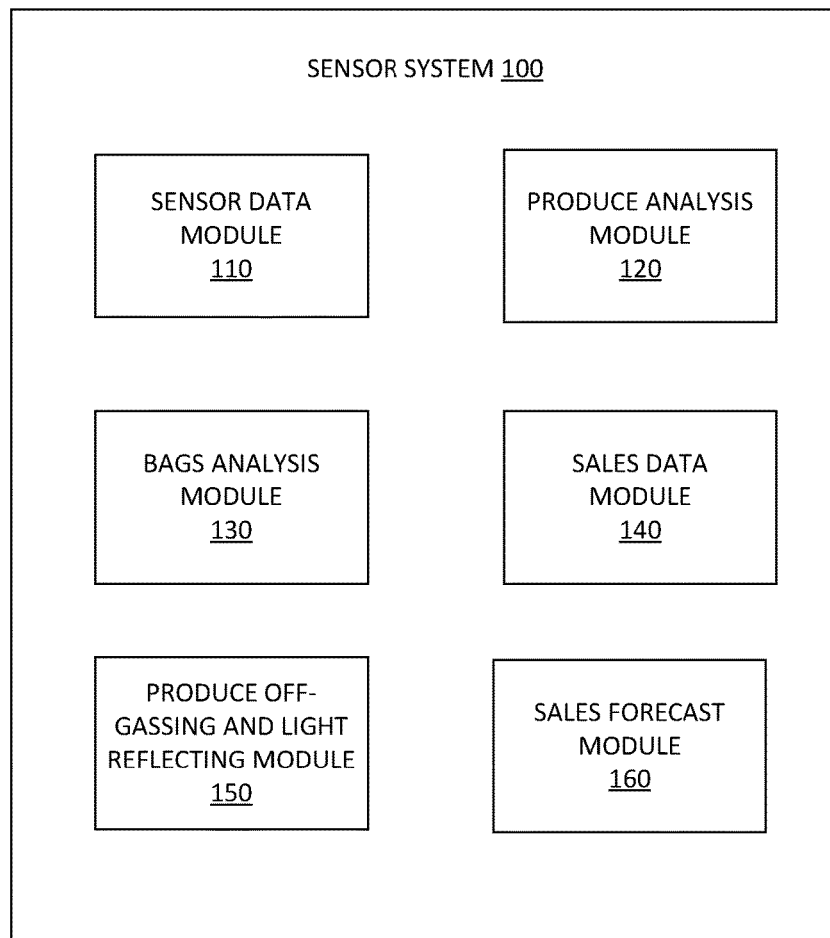 SENSOR SYSTEM 100
SENSOR DATA
MODULE
110
PRODUCE ANALYSIS
MODULE
120
BAGS ANALYSIS
MODULE
130
SALES DATA
MODULE
140
PRODUCE OFF-
GASSING AND LIGHT
REFLECTING MODULE
150
SALES FORECAST
MODULE
160